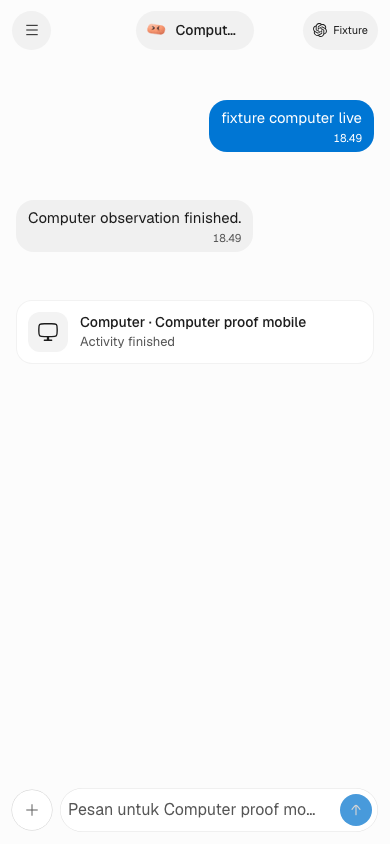 Comput...
Fixture
fixture computer live
18.49
Computer observation finished.
18.49
Computer · Computer proof mobile
Activity finished
Pesan untuk Computer proof mo...